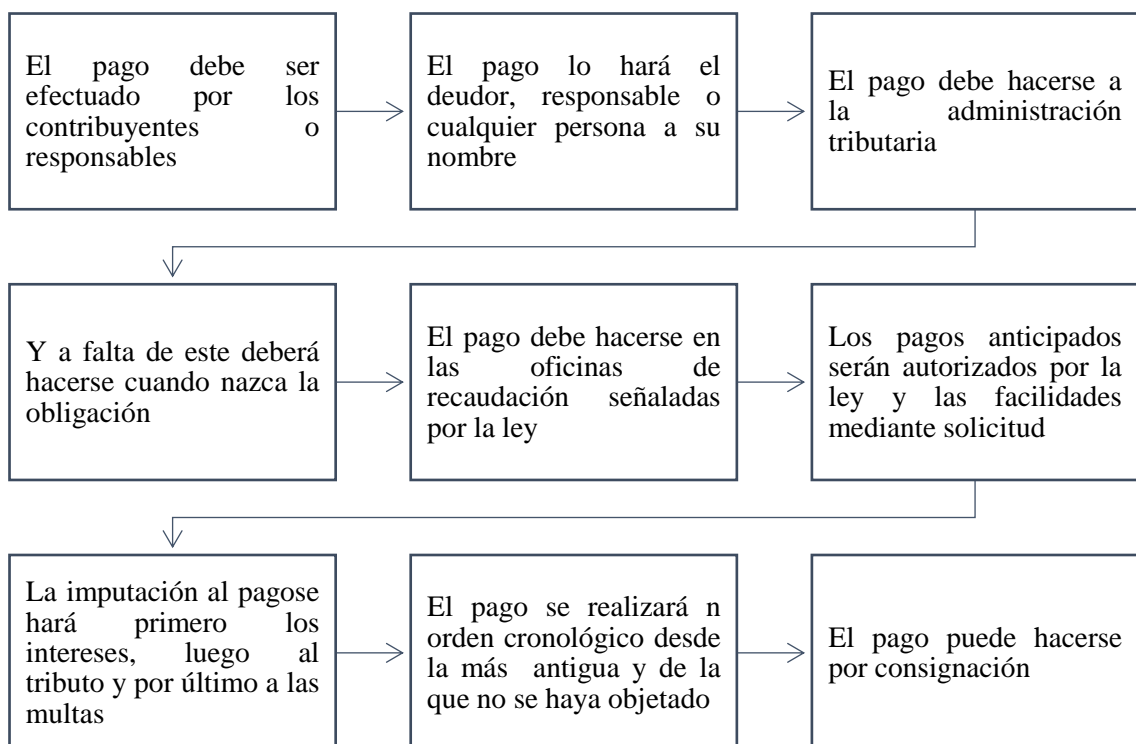 El pago debe ser
efectuado por los
contribuyentes o
responsables
El pago lo hará el
deudor, responsable o
cualquier persona a su
nombre
El pago debe hacerse a
la administración
tributaria
Y a falta de este deberá
hacerse cuando nazca la
obligación
El pago debe hacerse en
las oficinas de
recaudación señaladas
por la ley
Los pagos anticipados
serán autorizados por la
ley y las facilidades
mediante solicitud
La imputación al pagose
hará primero los
intereses, luego al
tributo y por último a las
multas
El pago se realizará n
orden cronológico desde
la más antigua y de la
que no se haya objetado
El pago puede hacerse
por consignación